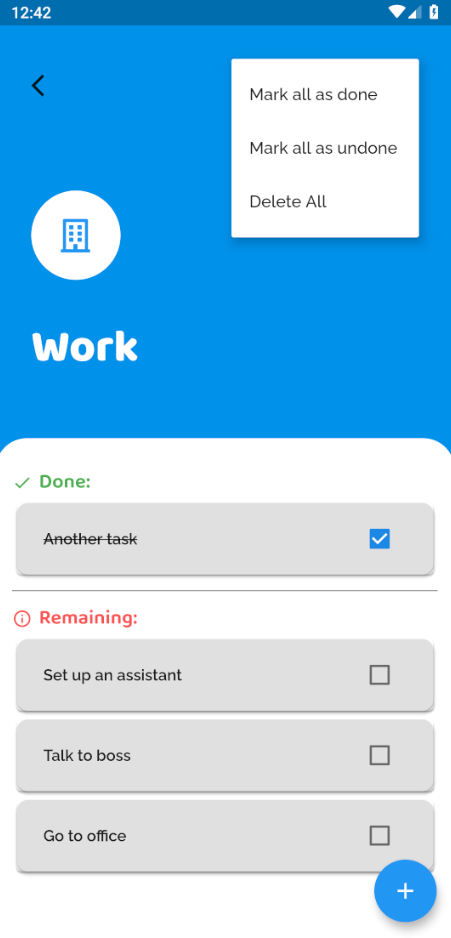 12:42
Mark all as done
Mark all as undone
Delete All
Work
Done:
Another task
Remaining:
Set up an assistant
Talk to boss
Go to office
+